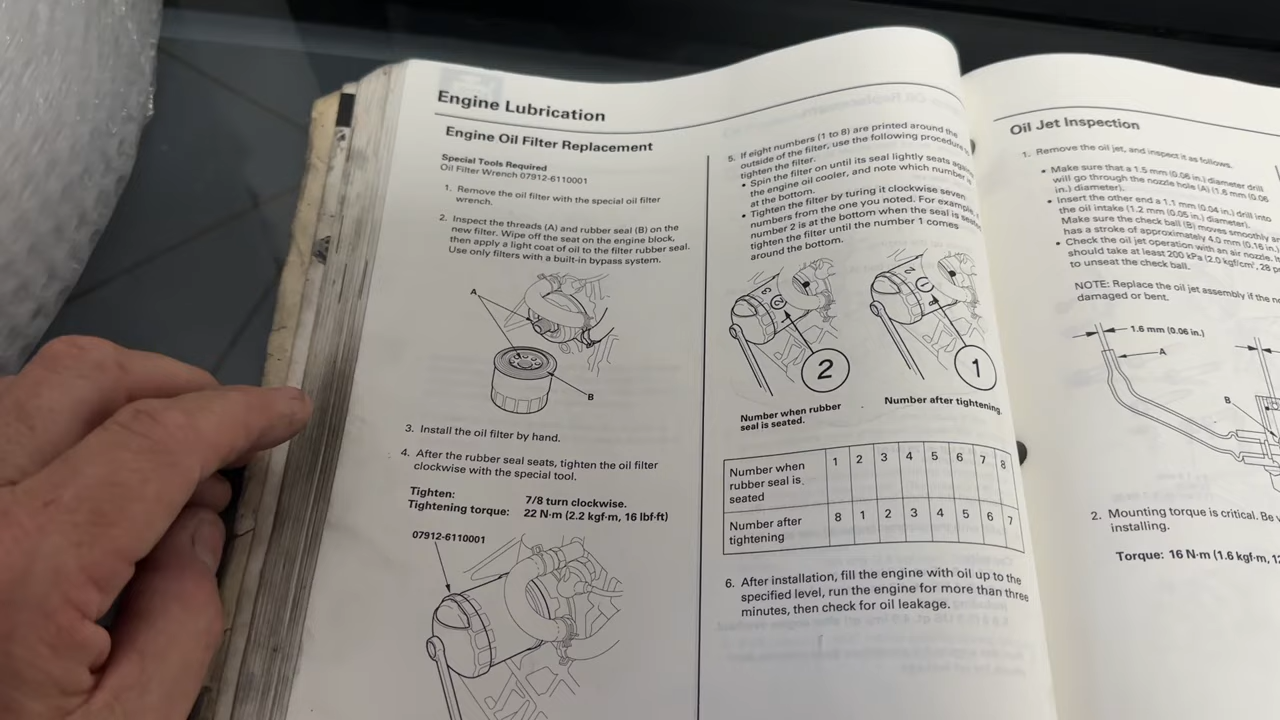 Engine Lubrication
Engine Oil Filter Replacement
Special Tools Required
Oil Filter Wrench 07912-6110001
1. Remove the oil filter with the special oil filter
wrench.
2. Inspect the threads (A) and rubber seal (B) on the
new filter. Wipe off the seat on the engine block,
then apply a light coat of oil to the filter rubber seal.
Use only filters with a built-in bypass system.
A
B
3. Install the oil filter by hand.
4. After the rubber seal seats, tighten the oil filter
clockwise with the special tool.
Tighten: 7/8 turn clockwise.
Tightening torque: 22 N·m (2.2 kgf·m, 16 lbf·ft)
07912-6110001
5. If eight numbers (1 to 8) are printed around the
outside of the filter, use the following procedure
tighten the filter.
• Spin the filter on until its seal lightly seats
the engine oil cooler, and note which number is
at the bottom.
• Tighten the filter by turing it clockwise seven
numbers from the one you noted. For example,
number 2 is at the bottom when the seal is
tighten the filter until the number 1 comes
around the bottom.
2
1
Number when rubber
seal is seated.
Number after tightening.
Number when
rubber seal is
seated
1 2 3 4 5 6 7 8
Number after
tightening
8 1 2 3 4 5 6 7
6. After installation, fill the engine with oil up to the
specified level, run the engine for more than three
minutes, then check for oil leakage.
Oil Jet Inspection
1. Remove the oil jet, and inspect it as follows.
• Make sure that a 1.5 mm (0.06 in.) diameter drill
will go through the nozzle hole (A) (1.6 mm (0.06
in.) diameter).
• Insert the other end a 1.1 mm (0.04 in.) drill into
the oil intake (1.2 mm (0.05 in.) diameter).
Make sure the check ball (B) moves smoothly
has a stroke of approximately 4.0 mm (0.16 in.)
• Check the oil jet operation with an air nozzle. It
should take at least 200 kPa (2.0 kgf/cm², 28
to unseat the check ball.
NOTE: Replace the oil jet assembly if the
damaged or bent.
1.6 mm (0.06 in.)
A
B
2. Mounting torque is critical. Be
installing.
Torque: 16 N·m (1.6 kgf·m,